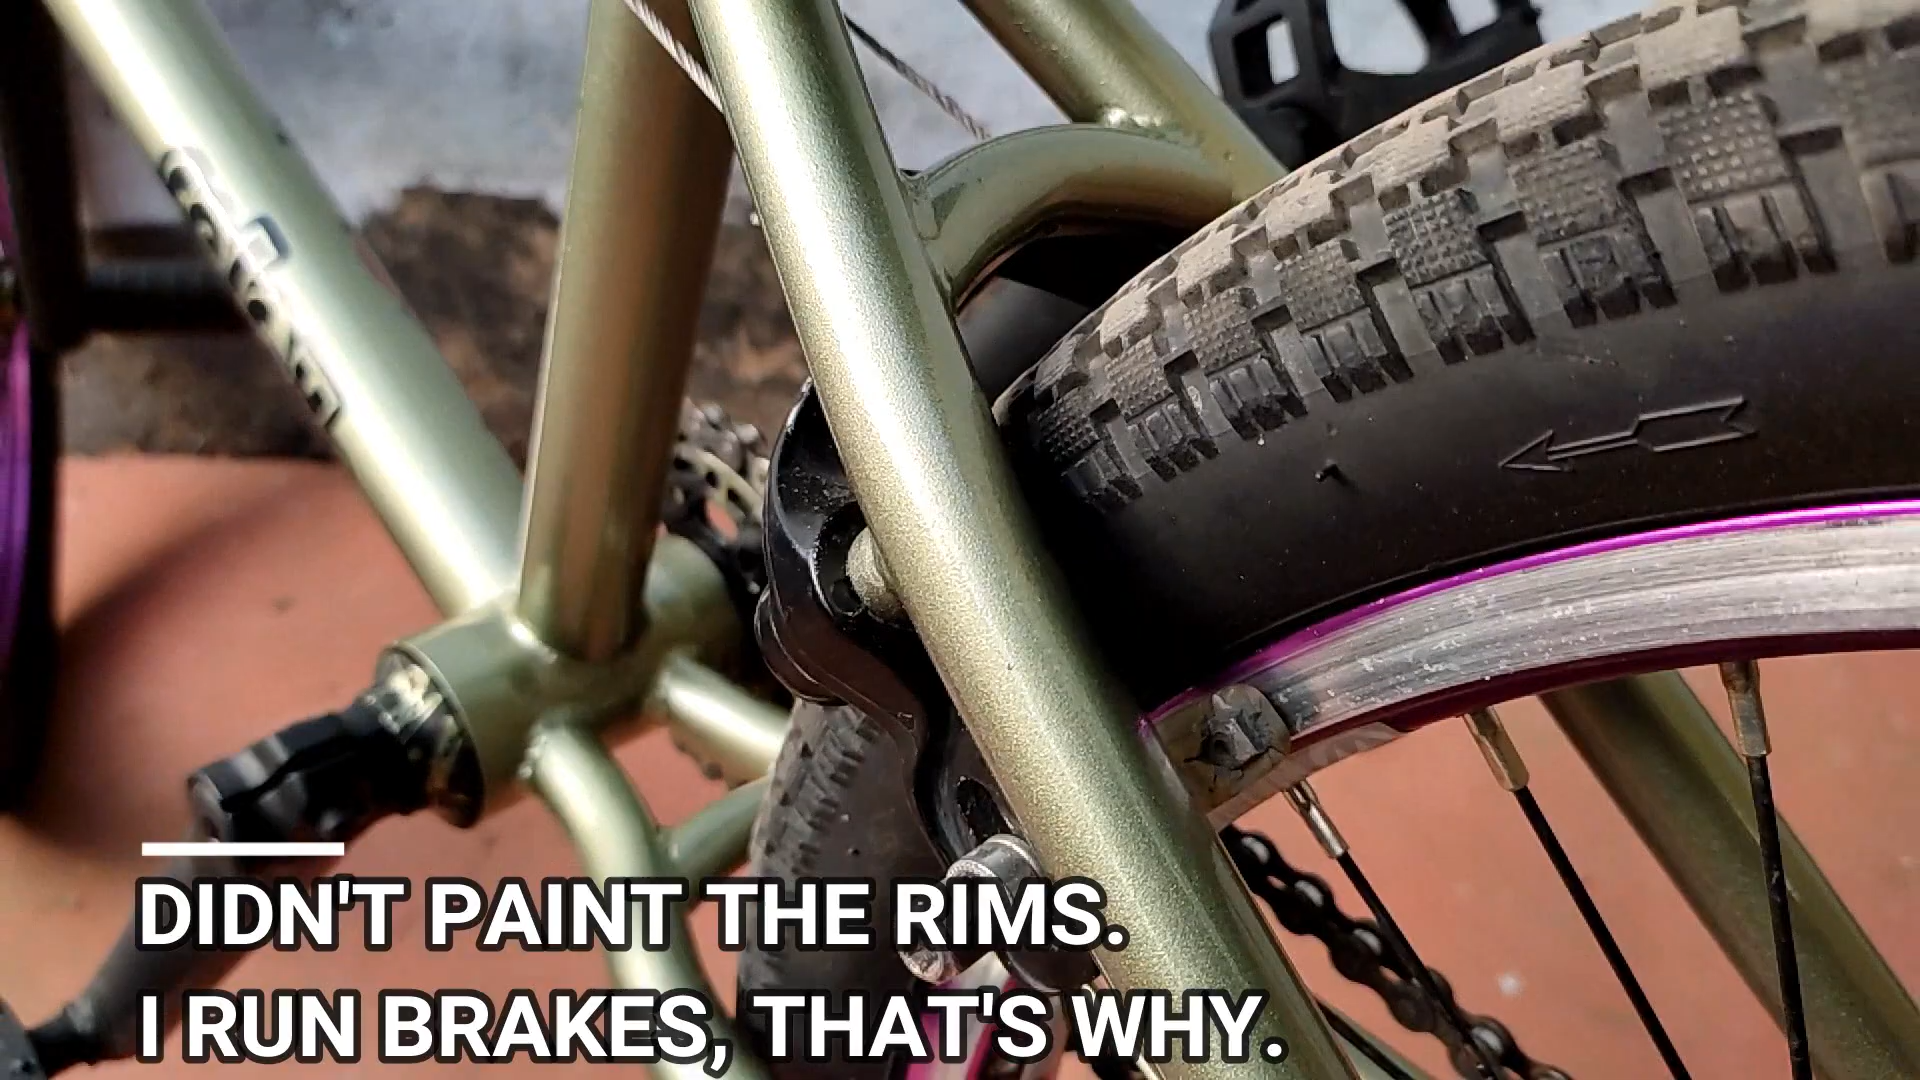 DIDN'T PAINT THE RIMS.
I RUN BRAKES, THAT'S WHY.